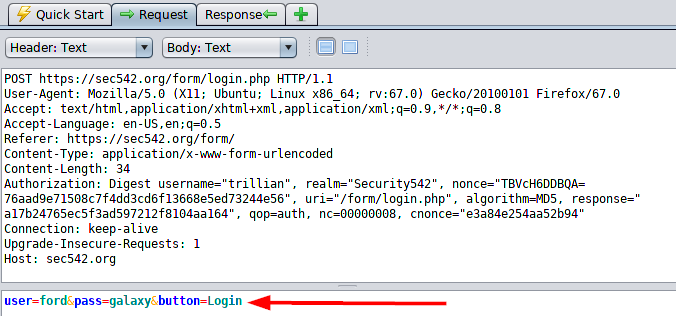 Quick Start Request Response
Header: Text Body: Text
POST https://sec542.org/form/login.php HTTP/1.1
User-Agent: Mozilla/5.0 (X11; Ubuntu; Linux x86_64; rv:67.0) Gecko/20100101 Firefox/67.0
Accept: text/html,application/xhtml+xml,application/xml;q=0.9,*/*;q=0.8
Accept-Language: en-US,en;q=0.5
Referer: https://sec542.org/form/
Content-Type: application/x-www-form-urlencoded
Content-Length: 34
Authorization: Digest username="trillian", realm="Security542", nonce="TBVcH6DDBQA=
76aad9e71508c7f4dd3cd6f13668e5ed73244e56", uri="/form/login.php", algorithm=MD5, response="
a17b24765ec5f3ad597212f8104aa164", qop=auth, nc=00000008, cnonce="e3a84e254aa52b94"
Connection: keep-alive
Upgrade-Insecure-Requests: 1
Host: sec542.org
user=ford&pass=galaxy&button=Login